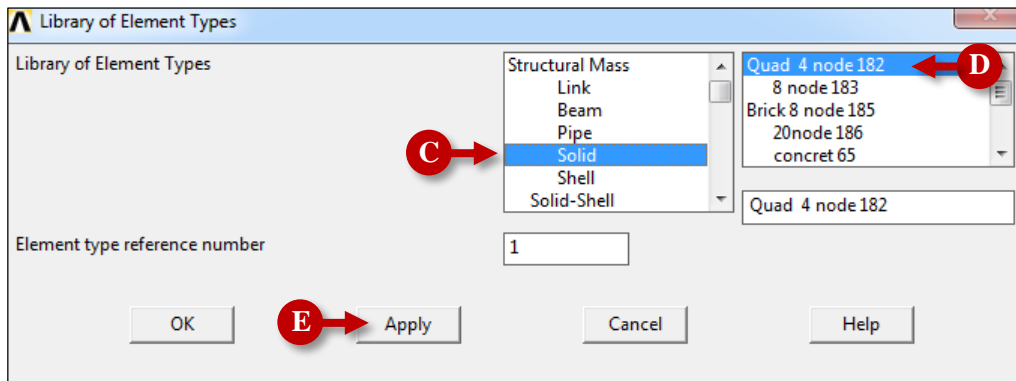 Library of Element Types
Library of Element Types
Structural Mass
Link
Beam
Pipe
C
Solid
Shell
Solid-Shell
Quad 4 node 182
D
8 node 183
Brick 8 node 185
20node 186
concret 65
Quad 4 node 182
Element type reference number
1
OK
E
Apply
Cancel
Help